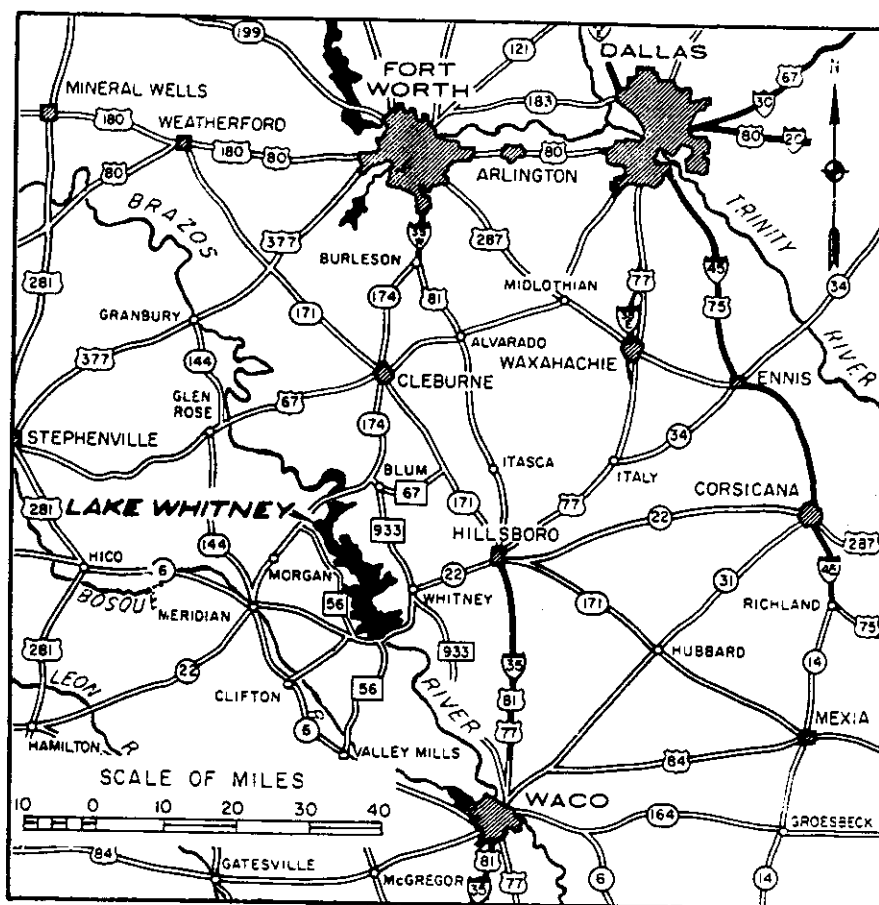 199
121
FORT
WORTH
DALLAS
67
30
N
MINERAL WELLS
183
180
WEATHERFORD
180
80
80
80
20
80
ARLINGTON
BRAZOS
TRINITY
RIVER
377
287
35
W
77
45
BURLESON
281
174
81
MIDLOTHIAN
75
34
GRANBURY
171
35
E
144
ALVARADO
WAXAHACHIE
377
CLEBURNE
ENNIS
GLEN
ROSE
67
174
34
STEPHENVILLE
BLUM
ITASCA
ITALY
67
171
77
CORSICANA
281
LAKE WHITNEY
933
HILLSBORO
22
287
144
HICO
6
MORGAN
22
31
45
BOSQUE
MERIDIAN
56
WHITNEY
171
RICHLAND
75
281
933
HUBBARD
22
14
LEON
R
CLIFTON
56
RIVER
35
81
77
6
R
MEXIA
HAMILTON
VALLEY MILLS
84
SCALE OF MILES
10 0 10 20 30 40
WACO
164
GROESBECK
84
GATESVILLE
McGREGOR
81
35
77
6
14